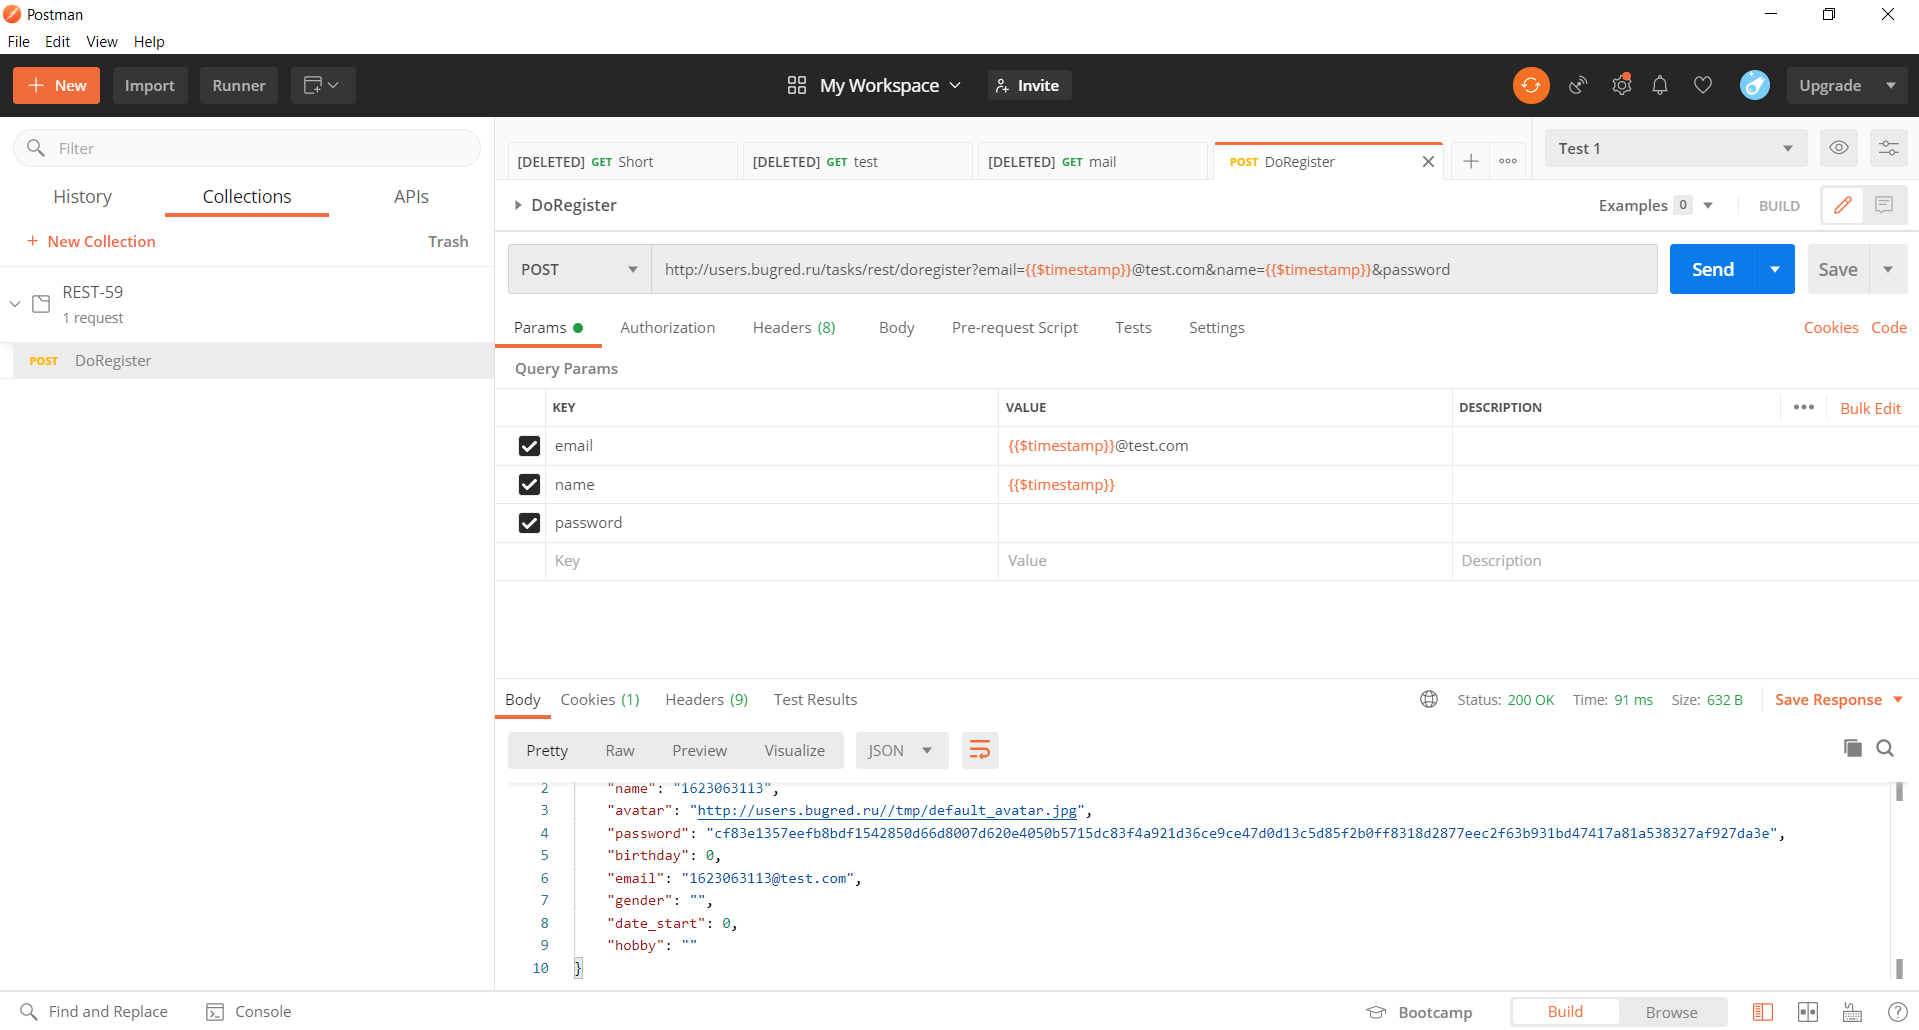 Postman
File Edit View Help
+ New Import Runner My Workspace Invite Upgrade
Filter
History Collections APIs
+ New Collection Trash
REST-59
1 request
POST DoRegister
[DELETED] GET Short [DELETED] GET test [DELETED] GET mail POST DoRegister Test 1
DoRegister Examples 0 BUILD
POST http://users.bugred.ru/tasks/rest/doregister?email={{$timestamp}}@test.com&name={{$timestamp}}&password Send Save
Params Authorization Headers (8) Body Pre-request Script Tests Settings Cookies Code
Query Params
KEY VALUE DESCRIPTION Bulk Edit
email {{$timestamp}}@test.com
name {{$timestamp}}
password
Key Value Description
Body Cookies (1) Headers (9) Test Results Status: 200 OK Time: 91 ms Size: 632 B Save Response
Pretty Raw Preview Visualize JSON
2 "name": "1623063113",
3 "avatar": "http://users.bugred.ru//tmp/default_avatar.jpg",
4 "password": "cf83e1357eefb8bdf1542850d66d8007d620e4050b5715dc83f4a921d36ce9ce47d0d13c5d85f2b0ff8318d2877eec2f63b931bd47417a81a538327af927da3e",
5 "birthday": 0,
6 "email": "1623063113@test.com",
7 "gender": "",
8 "date_start": 0,
9 "hobby": ""
10 }
Find and Replace Console Bootcamp Build Browse